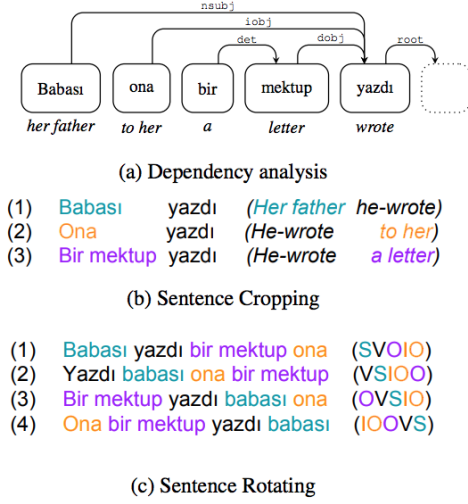 nsubj
iobj
det dobj root
Babası ona bir mektup yazdı
her father to her a letter wrote
(a) Dependency analysis
(1) Babası yazdı (Her father he-wrote)
(2) Ona yazdı (He-wrote to her)
(3) Bir mektup yazdı (He-wrote a letter)
(b) Sentence Cropping
(1) Babası yazdı bir mektup ona (SVOIO)
(2) Yazdı babası ona bir mektup (VSIOO)
(3) Bir mektup yazdı babası ona (OVSIO)
(4) Ona bir mektup yazdı babası (IOOVS)
(c) Sentence Rotating